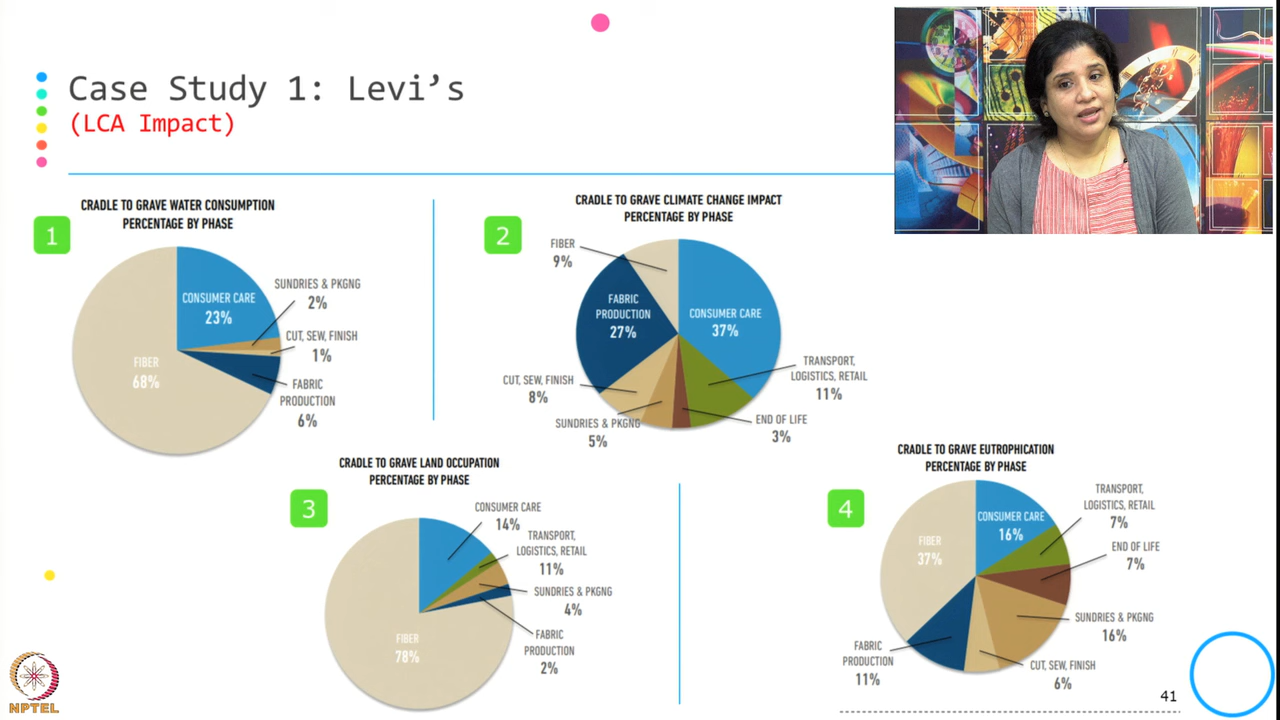 Case Study 1: Levi’s
(LCA Impact)
1
CRADLE TO GRAVE WATER CONSUMPTION
PERCENTAGE BY PHASE
CONSUMER CARE
23%
SUNDRIES & PKGNG
2%
CUT, SEW, FINISH
1%
FABRIC
PRODUCTION
6%
FIBER
68%
2
CRADLE TO GRAVE CLIMATE CHANGE IMPACT
PERCENTAGE BY PHASE
FIBER
9%
FABRIC
PRODUCTION
27%
CONSUMER CARE
37%
TRANSPORT,
LOGISTICS, RETAIL
11%
CUT, SEW, FINISH
8%
SUNDRIES & PKGNG
5%
END OF LIFE
3%
3
CRADLE TO GRAVE LAND OCCUPATION
PERCENTAGE BY PHASE
CONSUMER CARE
14%
TRANSPORT,
LOGISTICS, RETAIL
11%
SUNDRIES & PKGNG
4%
FABRIC
PRODUCTION
2%
FIBER
78%
4
CRADLE TO GRAVE EUTROPHICATION
PERCENTAGE BY PHASE
CONSUMER CARE
16%
TRANSPORT,
LOGISTICS, RETAIL
7%
END OF LIFE
7%
FIBER
37%
SUNDRIES & PKGNG
16%
FABRIC
PRODUCTION
11%
CUT, SEW, FINISH
6%
41
NPTEL